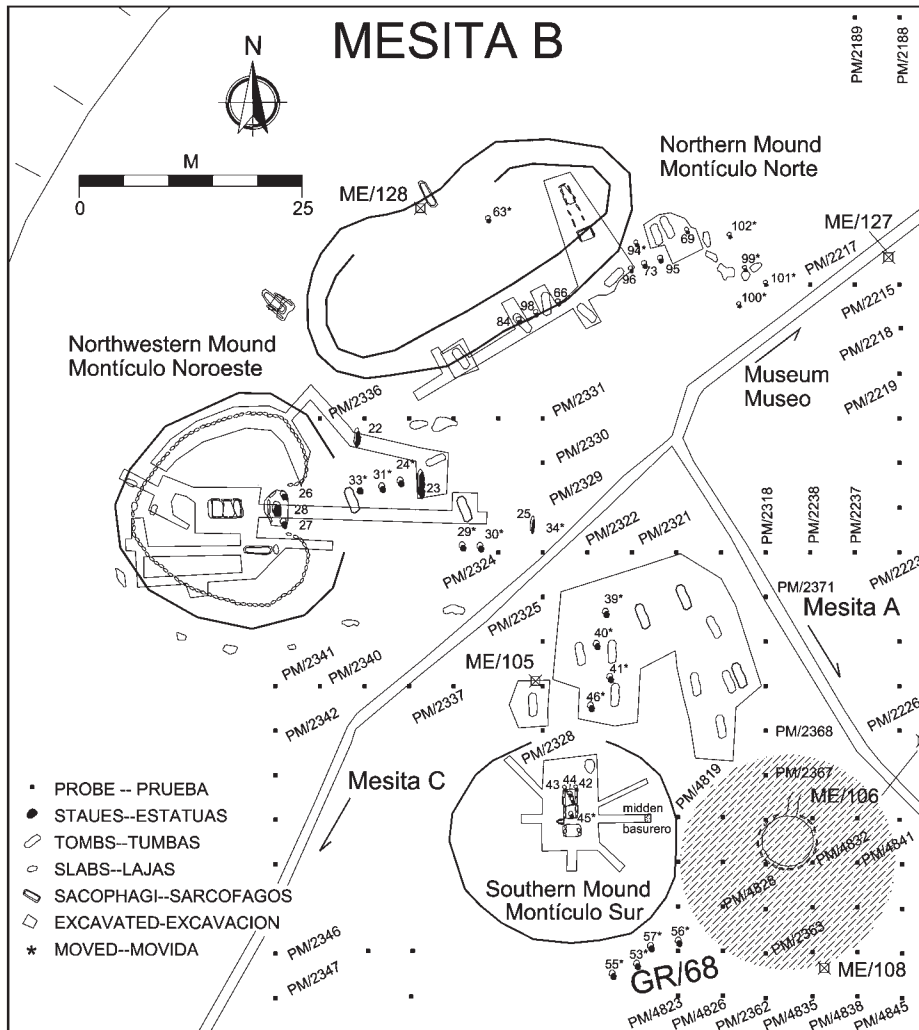 MESITA B
N
M
0
25
PM/2189
PM/2188
Northern Mound
Montículo Norte
ME/128
63*
94*
69
102*
ME/127
96
73
95
99*
101*
100*
PM/2217
PM/2215
PM/2218
PM/2219
84
98
66
Museum
Museo
Northwestern Mound
Montículo Noroeste
PM/2336
PM/2331
PM/2330
PM/2329
22
24*
31*
33*
23
26
28
27
25
34*
29*
30*
PM/2324
PM/2322
PM/2321
PM/2318
PM/2238
PM/2237
PM/2223
PM/2371
Mesita A
PM/2325
39*
40*
41*
46*
ME/105
PM/2341
PM/2340
PM/2337
PM/2342
PM/2226
PM/2368
PM/2328
PM/2367
PM/4819
ME/106
Mesita C
43
44
42
45*
midden
basurero
PM/4832
PM/4841
PM/4828
PM/2363
Southern Mound
Montículo Sur
PROBE -- PRUEBA
STAUES--ESTATUAS
TOMBS--TUMBAS
SLABS--LAJAS
SACOPHAGI--SARCOFAGOS
EXCAVATED-EXCAVACION
* MOVED--MOVIDA
PM/2346
PM/2347
57*
56*
53*
55*
GR/68
ME/108
PM/4823
PM/4826
PM/2362
PM/4835
PM/4838
PM/4845